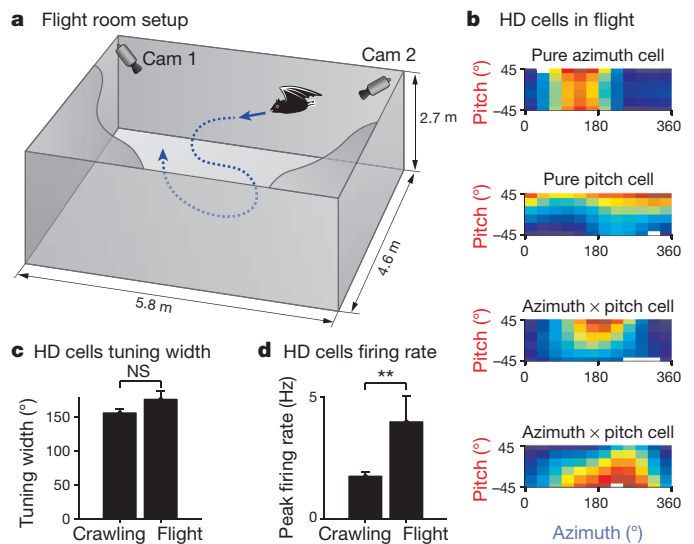 a Flight room setup
Cam 1
Cam 2
2.7 m
4.6 m
5.8 m
b HD cells in flight
Pure azimuth cell
Pitch (°)
45
−45
0 180 360
Pure pitch cell
Pitch (°)
45
−45
0 180 360
Azimuth × pitch cell
Pitch (°)
45
−45
0 180 360
Azimuth × pitch cell
Pitch (°)
45
−45
0 180 360
Azimuth (°)
c HD cells tuning width
NS
Tuning width (°)
150
100
50
0
Crawling Flight
d HD cells firing rate
**
Peak firing rate (Hz)
5
0
Crawling Flight